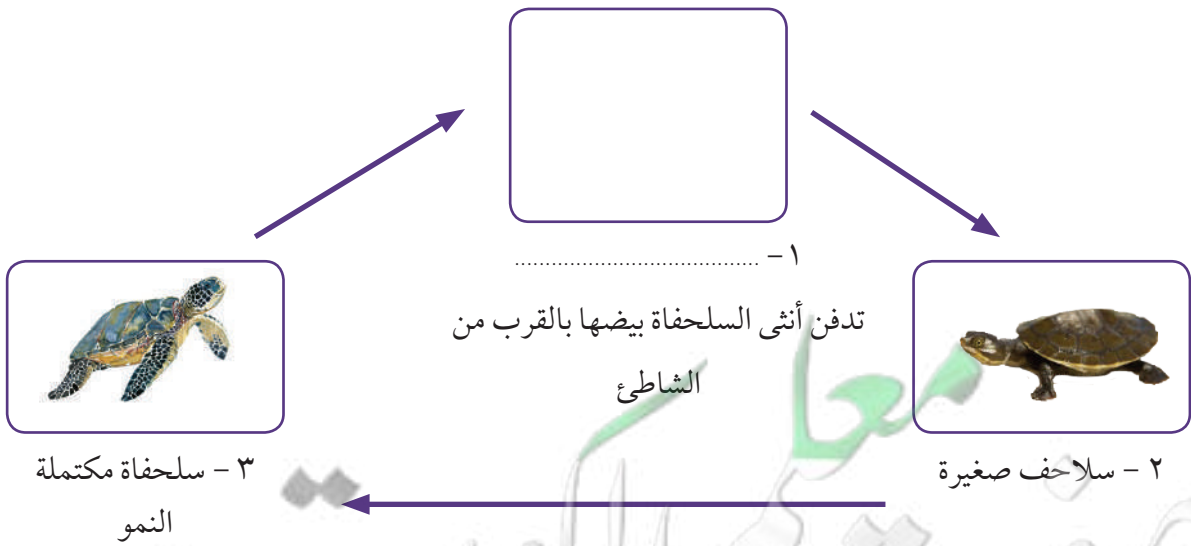 ١ – ........................................
تدفن أنثى السلحفاة بيضها بالقرب من
الشاطئ
٢ – سلاحف صغيرة
٣ – سلحفاة مكتملة
النمو